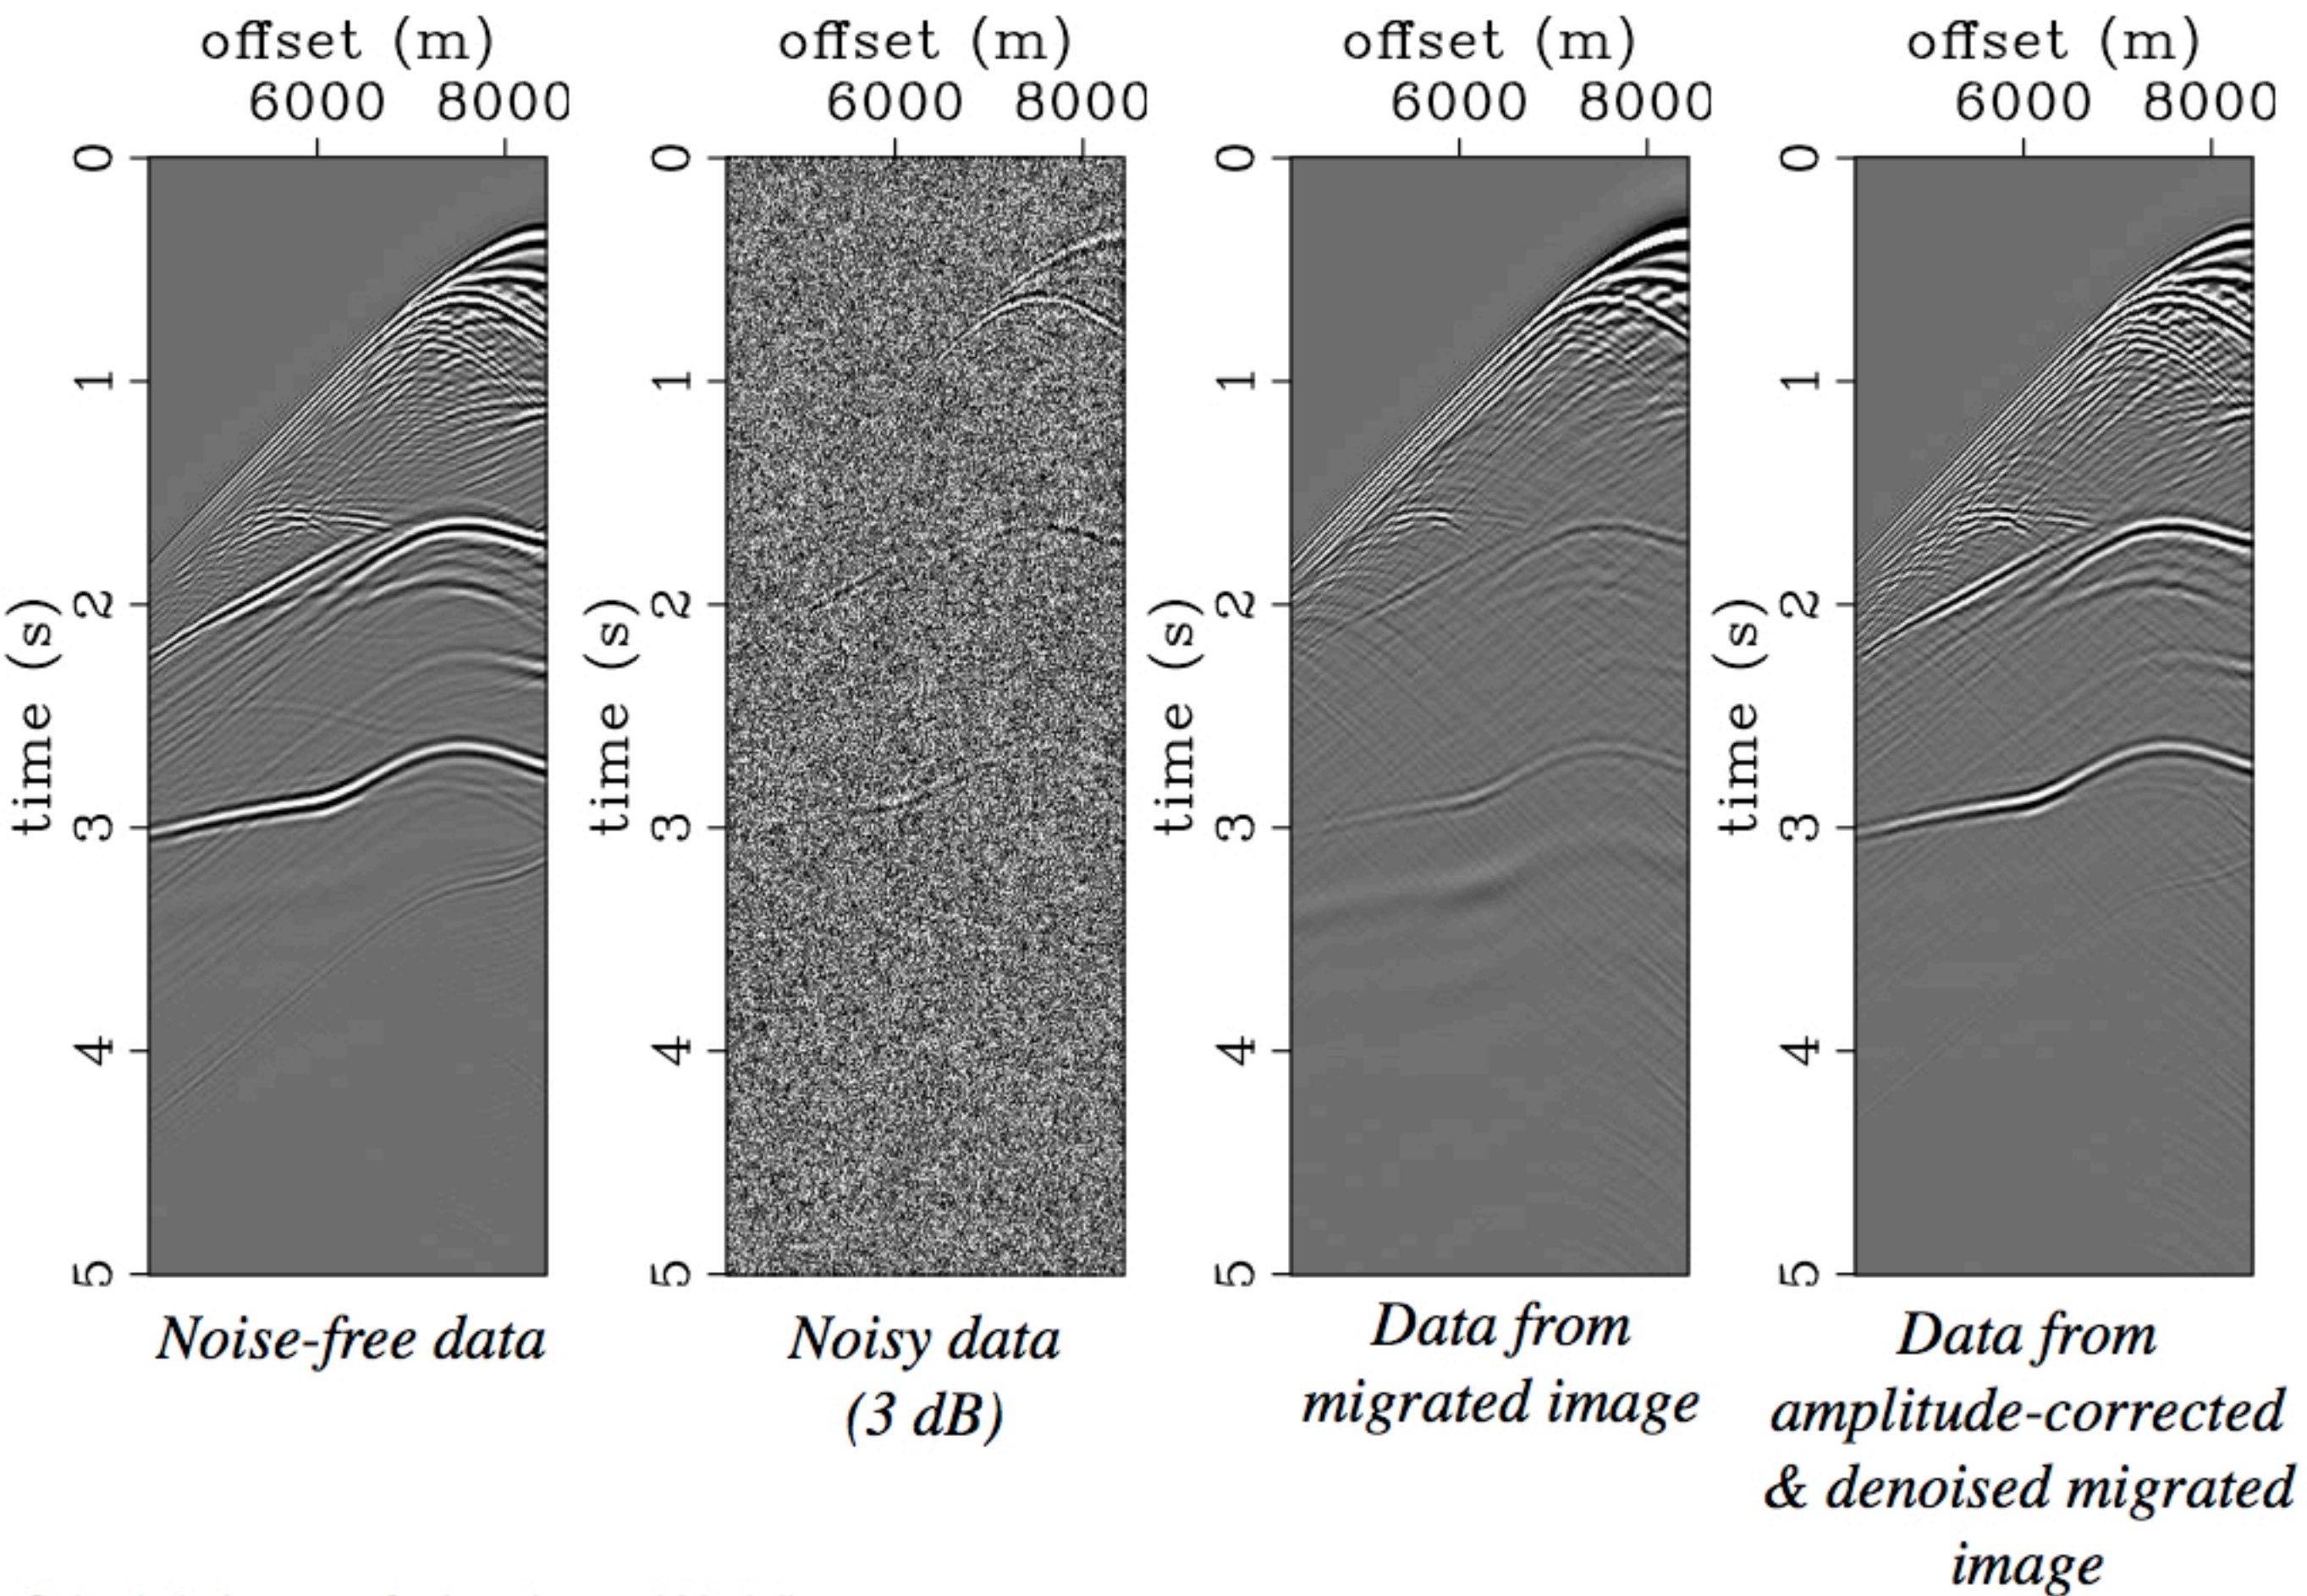 offset (m)
6000 8000
0
1
2
3
4
5
time (s)
Noise-free data
offset (m)
6000 8000
0
1
2
3
4
5
time (s)
Noisy data
(3 dB)
offset (m)
6000 8000
0
1
2
3
4
5
time (s)
Data from
migrated image
offset (m)
6000 8000
0
1
2
3
4
5
time (s)
Data from
amplitude-corrected
& denoised migrated
image